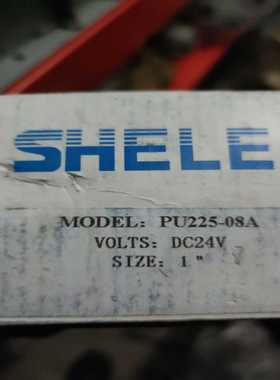 SHELE
MODEL: PU225-08A
VOLTS: DC24V
SIZE: 1"